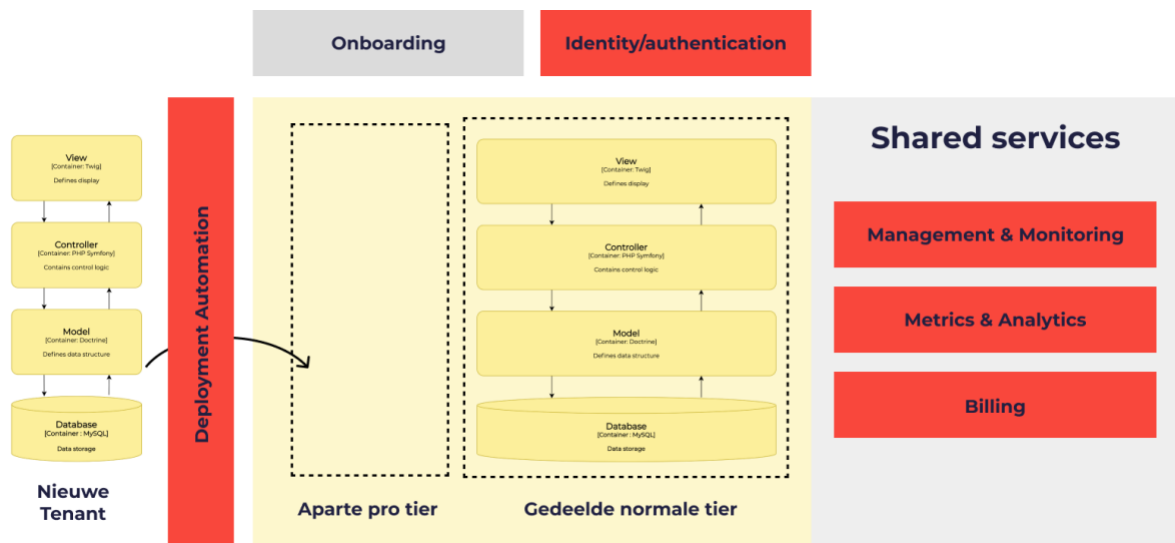 Onboarding
Identity/authentication
View
[Container: Twig]
Defines display
Controller
[Container: PHP Symfony]
Contains control logic
Model
[Container: Doctrine]
Defines data structure
Database
[Container : MySQL]
Data storage
Nieuwe
Tenant
Deployment Automation
Aparte pro tier
View
[Container: Twig]
Defines display
Controller
[Container: PHP Symfony]
Contains control logic
Model
[Container: Doctrine]
Defines data structure
Database
[Container : MySQL]
Data storage
Gedeelde normale tier
Shared services
Management & Monitoring
Metrics & Analytics
Billing